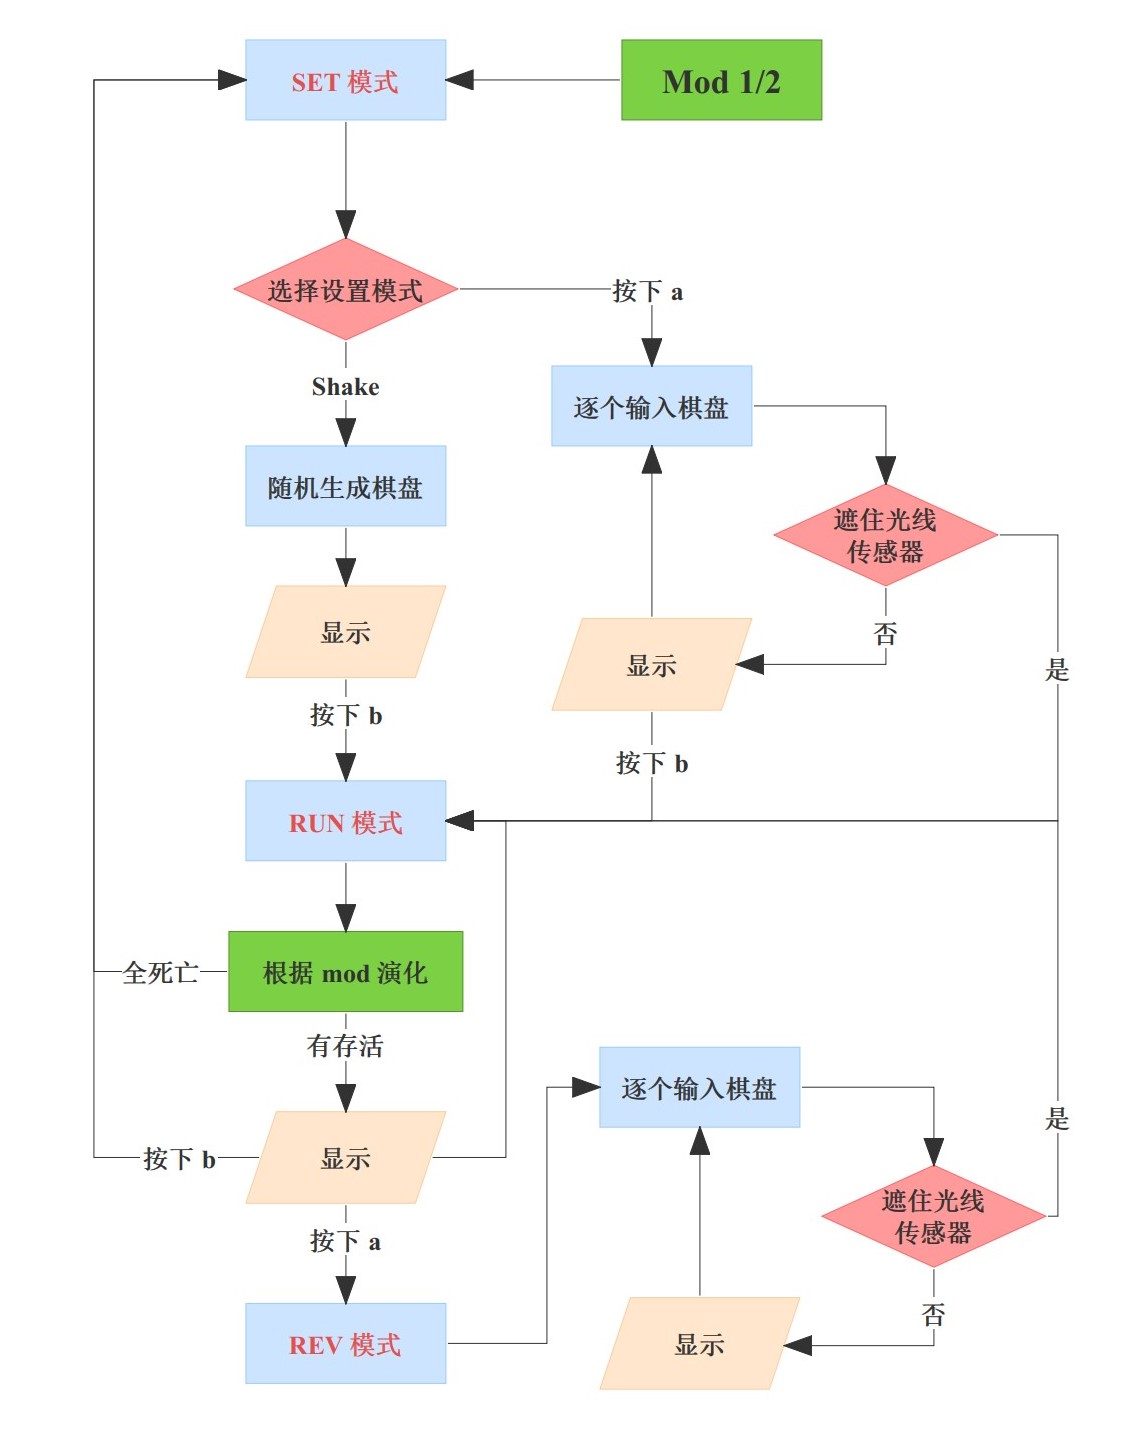 SET 模式
Mod 1/2
选择设置模式
按下 a
Shake
逐个输入棋盘
随机生成棋盘
遮住光线
传感器
显示
否
显示
是
按下 b
按下 b
RUN 模式
全死亡
根据 mod 演化
有存活
逐个输入棋盘
是
按下 b
显示
遮住光线
传感器
按下 a
否
REV 模式
显示